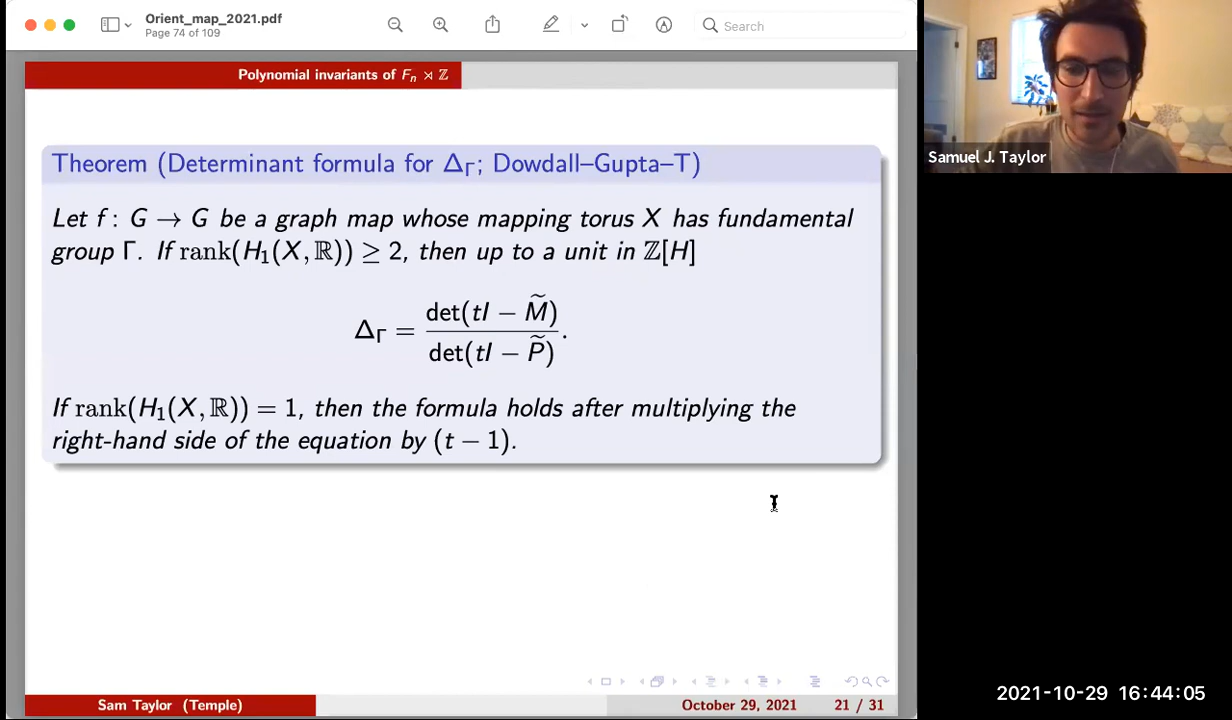 Orient_map_2021.pdf
Page 74 of 109
Search
Polynomial invariants of Fₙ ⋊ ℤ
Theorem (Determinant formula for Δ_Γ; Dowdall–Gupta–T)
Let f: G → G be a graph map whose mapping torus X has fundamental
group Γ. If rank(H₁(X, ℝ)) ≥ 2, then up to a unit in ℤ[H]
Δ_Γ = det(tI − M̃) / det(tI − P̃).
If rank(H₁(X, ℝ)) = 1, then the formula holds after multiplying the
right-hand side of the equation by (t − 1).
Sam Taylor (Temple)
October 29, 2021
21 / 31
Samuel J. Taylor
2021-10-29 16:44:05